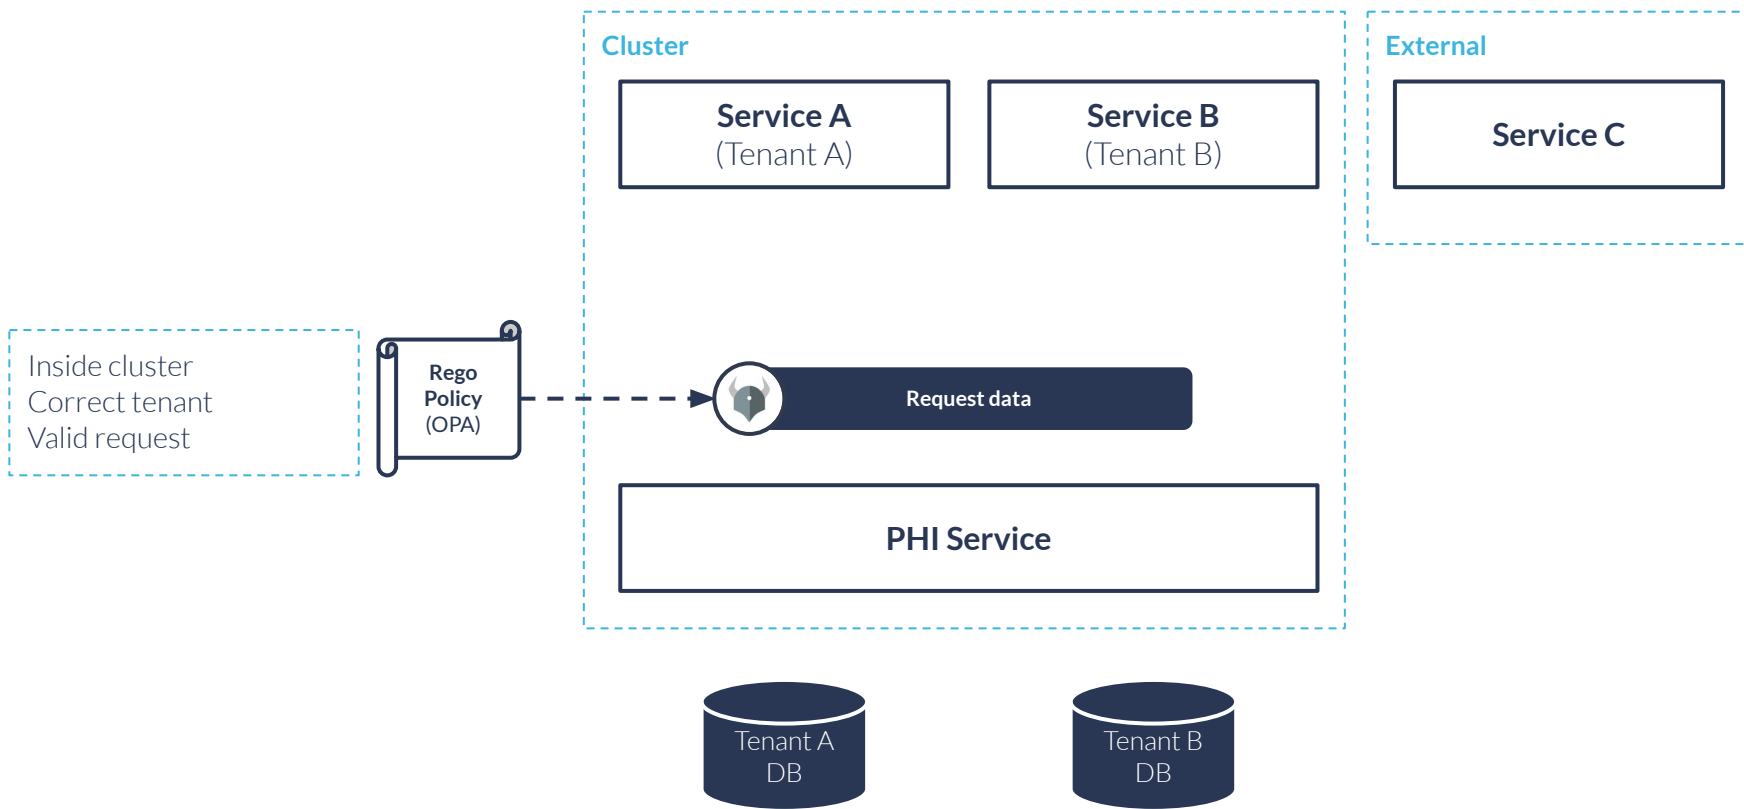 Cluster
External
Service A
(Tenant A)
Service B
(Tenant B)
Service C
Inside cluster
Correct tenant
Valid request
Rego
Policy
(OPA)
Request data
PHI Service
Tenant A
DB
Tenant B
DB